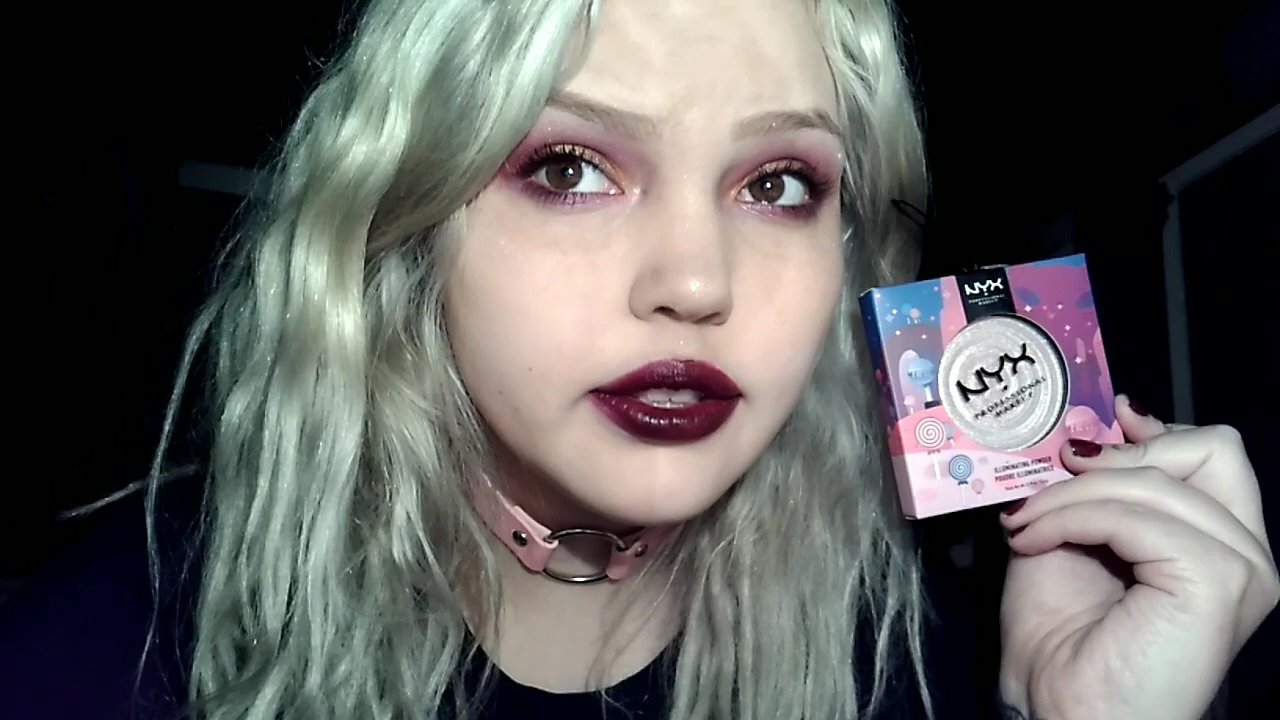 NYX
PROFESSIONAL
MAKEUP
NYX
PROFESSIONAL
MAKEUP
ILLUMINATING POWDER
POUDRE ILLUMINATRICE